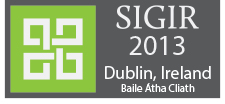 SIGIR
2013
Dublin, Ireland
Baile Átha Cliath